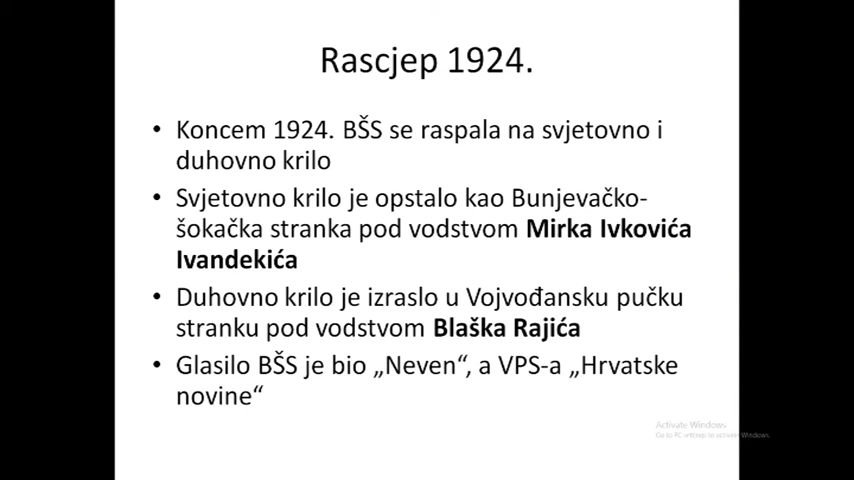 Rascjep 1924.
• Koncem 1924. BŠS se raspala na svjetovno i
duhovno krilo
• Svjetovno krilo je opstalo kao Bunjevačko-
šokačka stranka pod vodstvom Mirka Ivkovića
Ivandekića
• Duhovno krilo je izraslo u Vojvođansku pučku
stranku pod vodstvom Blaška Rajića
• Glasilo BŠS je bio „Neven“, a VPS-a „Hrvatske
novine“
Activate Windows
Go to PC settings to activate Windows.